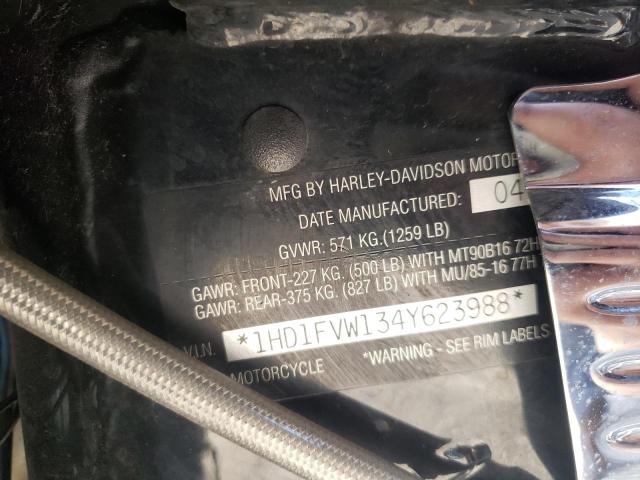 MFG BY HARLEY-DAVIDSON MOTOR
DATE MANUFACTURED: 04
GVWR: 571 KG.(1259 LB)
GAWR: FRONT-227 KG. (500 LB) WITH MT90B16 72H
GAWR: REAR-375 KG. (827 LB) WITH MU/85-16 77H
V.I.N. *1HD1FVW134Y623988*
MOTORCYCLE *WARNING - SEE RIM LABELS